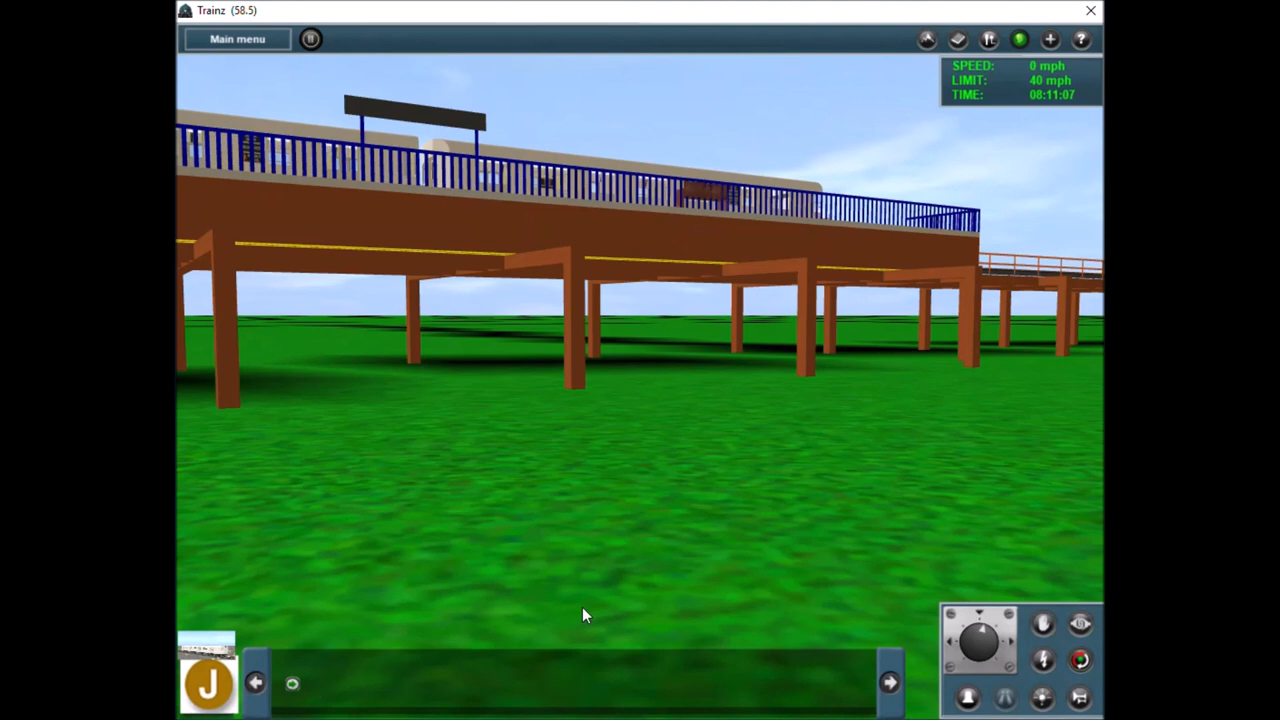 Trainz (58.5)
Main menu
SPEED: 0 mph
LIMIT: 40 mph
TIME: 08:11:07
J